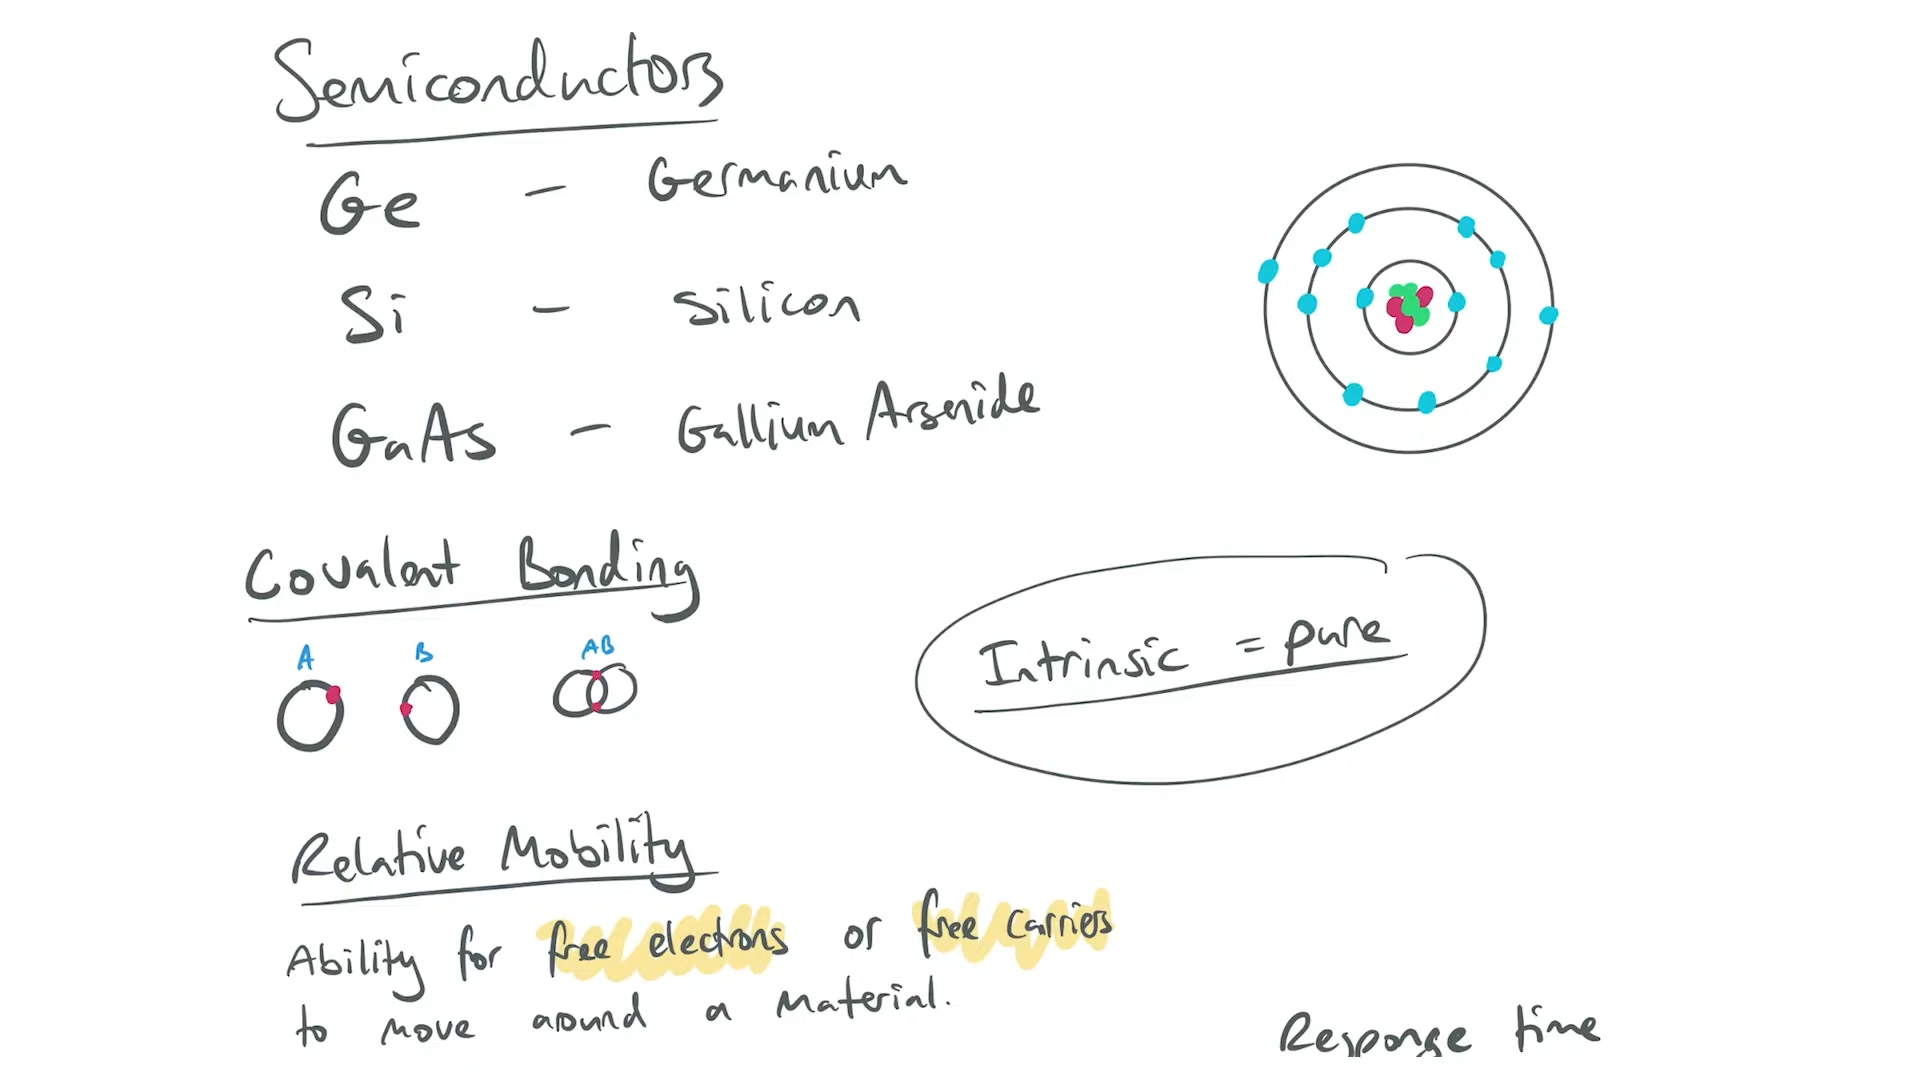 Semiconductors
Ge - Germanium
Si - Silicon
GaAs - Gallium Arsenide
Covalent Bonding
A B AB
Intrinsic = pure
Relative Mobility
Ability for free electrons or free carriers
to move around a material.
Response time